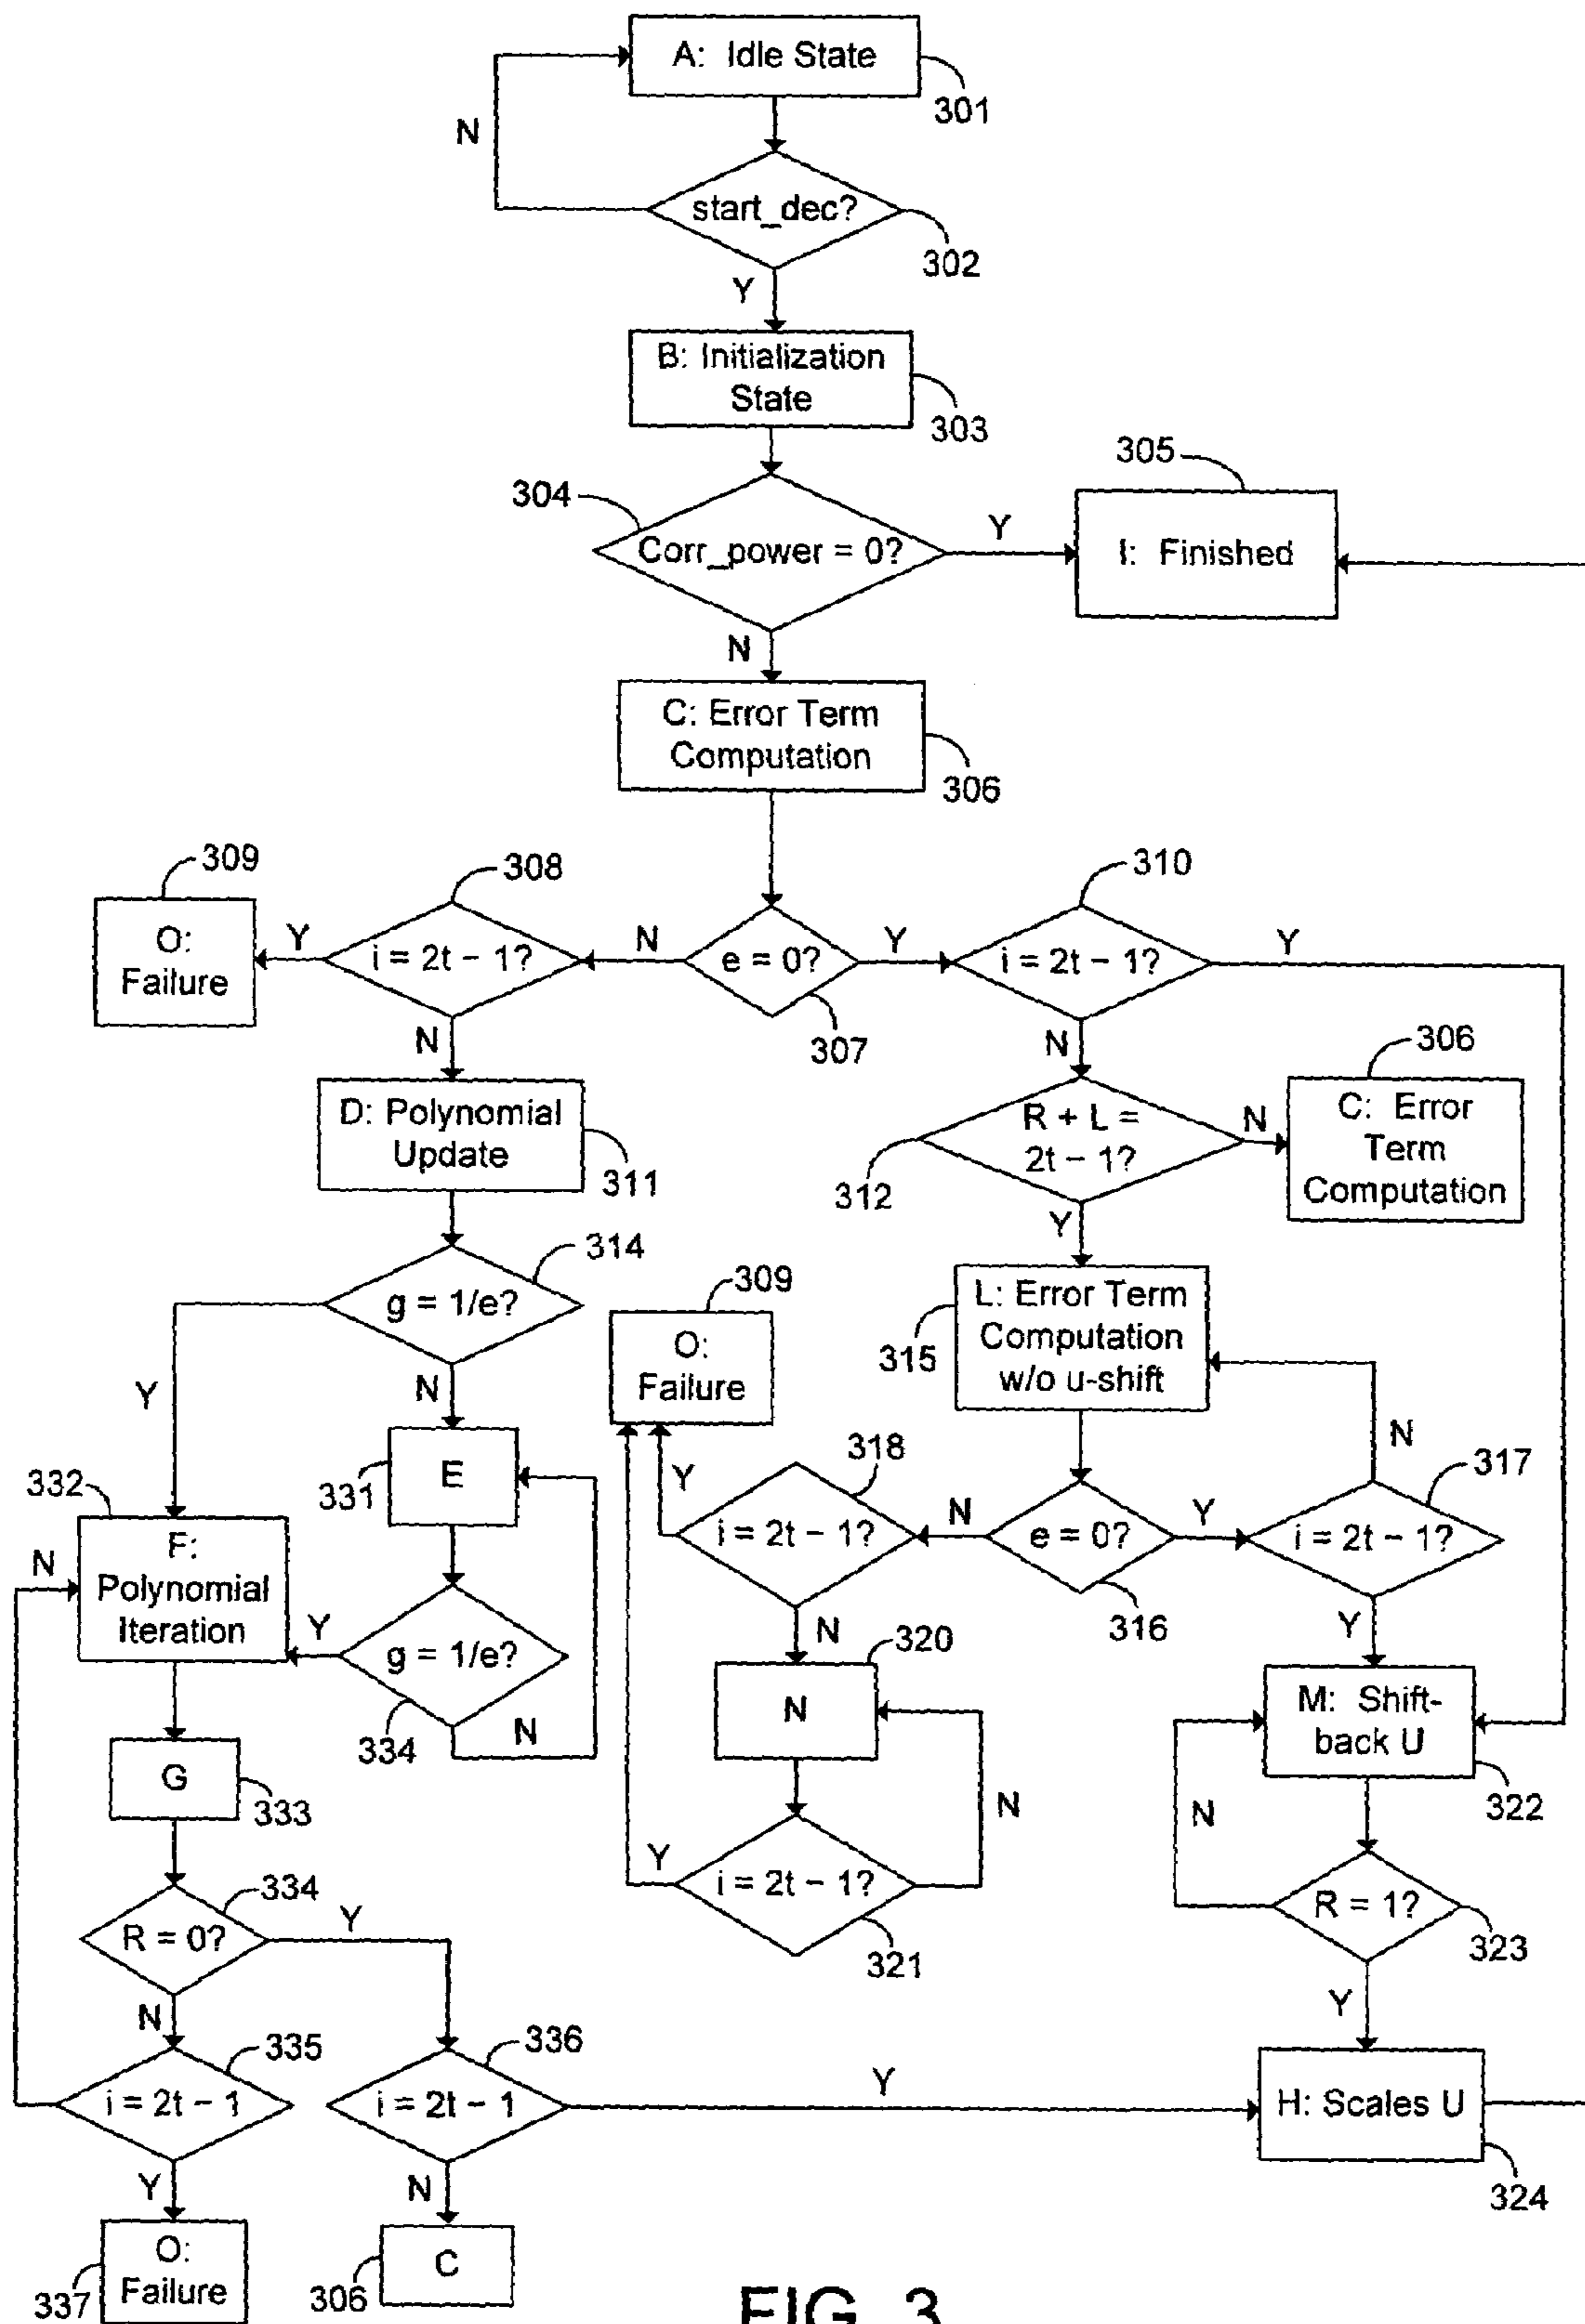 A: Idle State
301
N
start_dec?
302
Y
B: Initialization
State
303
305
304
Corr_power = 0?
Y
I: Finished
N
C: Error Term
Computation
306
309
308
310
O:
Failure
Y
i = 2t − 1?
N
e = 0?
Y
i = 2t − 1?
Y
307
N
N
306
D: Polynomial
Update
311
R + L =
2t − 1?
312
N
C: Error
Term
Computation
Y
314
g = 1/e?
309
O:
Failure
L: Error Term
Computation
w/o u-shift
315
Y
N
N
E
331
318
317
332
Y
i = 2t − 1?
N
e = 0?
Y
i = 2t − 1?
316
F:
Polynomial
Iteration
N
Y
g = 1/e?
334
N
N
320
N
Y
M: Shift-
back U
322
G
333
N
Y
i = 2t − 1?
321
N
R = 1?
323
334
R = 0?
Y
N
Y
335
i = 2t − 1
336
i = 2t − 1
Y
H: Scales U
324
Y
N
O:
Failure
337
C
306
FIG. 3